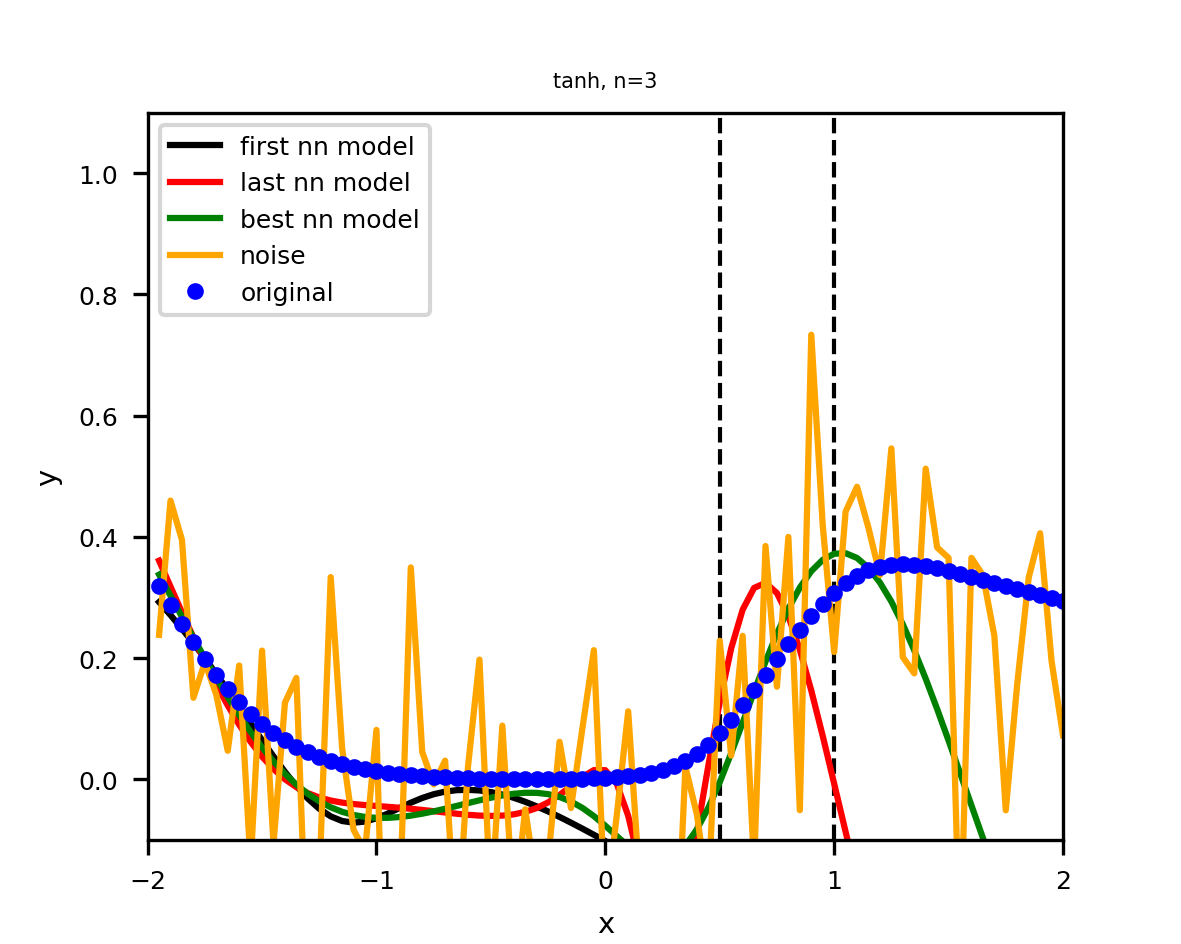 tanh, n=3
first nn model
last nn model
best nn model
noise
original
1.0
0.8
0.6
0.4
0.2
0.0
y
−2
−1
0
1
2
x